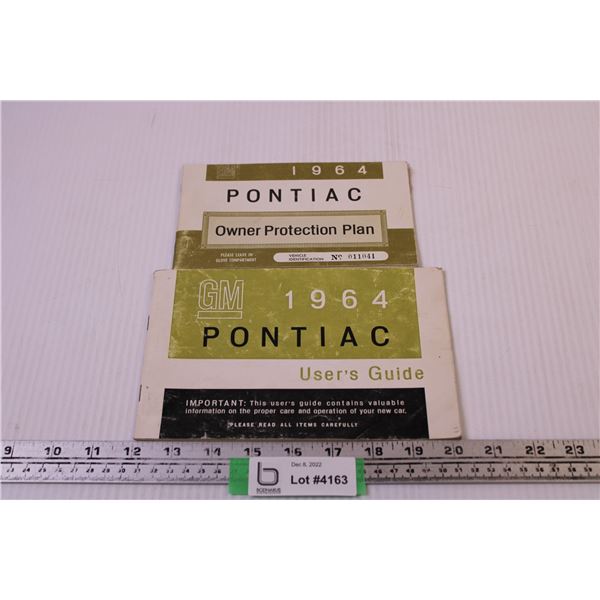 1964
PONTIAC
Owner Protection Plan
PLEASE LEAVE IN
GLOVE COMPARTMENT
VEHICLE
IDENTIFICATION
No 011041
GM 1964
PONTIAC
User's Guide
IMPORTANT: This user's guide contains valuable
information on the proper care and operation of your new car.
PLEASE READ ALL ITEMS CAREFULLY
9 10 11 12 13 14 15 16 17 18 19 20 21 22 23
Dec 8, 2022
Lot #4163